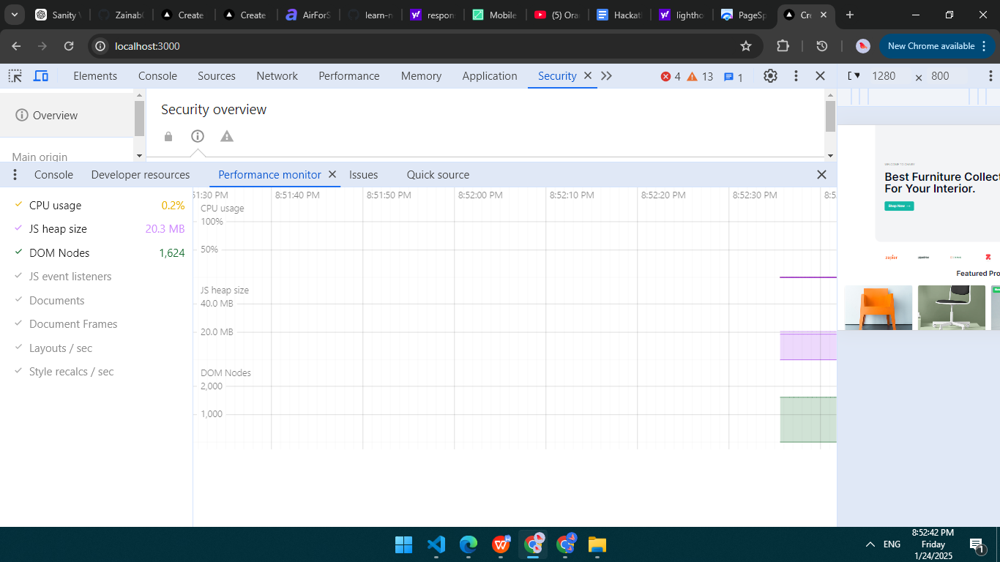 Sanity
Zainab
Create
Create
AirForS
learn-n
respon
Mobile
(5) Ora
Hackat
lightho
PageSp
Cre
localhost:3000
New Chrome available
Elements Console Sources Network Performance Memory Application Security 4 13 1 1280 × 800
Overview
Main origin
Security overview
Console Developer resources Performance monitor Issues Quick source
CPU usage 0.2%
JS heap size 20.3 MB
DOM Nodes 1,624
JS event listeners
Documents
Document Frames
Layouts / sec
Style recalcs / sec
51:30 PM 8:51:40 PM 8:51:50 PM 8:52:00 PM 8:52:10 PM 8:52:20 PM 8:52:30 PM 8:5
CPU usage
100%
50%
JS heap size
40.0 MB
20.0 MB
DOM Nodes
2,000
1,000
Best Furniture Collect
For Your Interior.
Shop Now →
zapier
Featured Pro
ENG
8:52:42 PM
Friday
1/24/2025
1